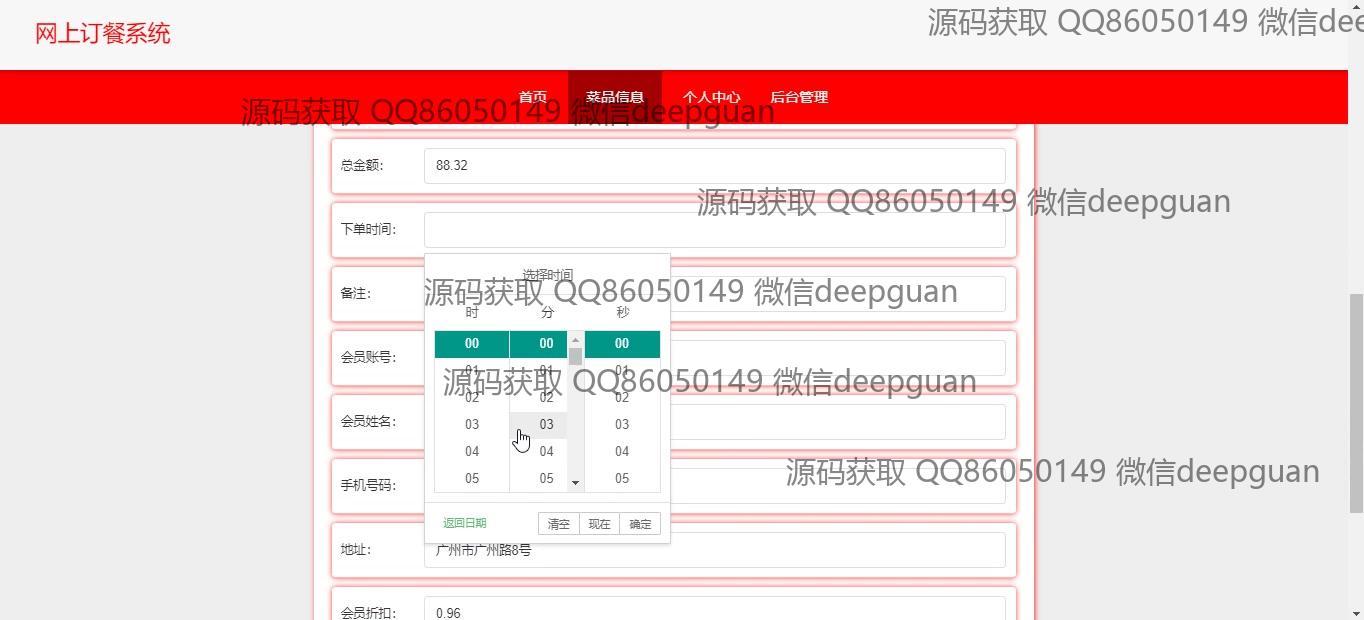 源码获取 QQ86050149 微信dee
网上订餐系统
首页 菜品信息 个人中心 后台管理
源码获取 QQ86050149 微信deepguan
总金额: 88.32
源码获取 QQ86050149 微信deepguan
下单时间:
选择时间
源码获取 QQ86050149 微信deepguan
备注:
时 分 秒
00 00 00
会员账号:
01 01 01
源码获取 QQ86050149 微信deepguan
02 02 02
会员姓名:
03 03 03
04 04 04
源码获取 QQ86050149 微信deepguan
05 05 05
手机号码:
返回日期 清空 现在 确定
地址: 广州市广州路8号
会员折扣: 0.96